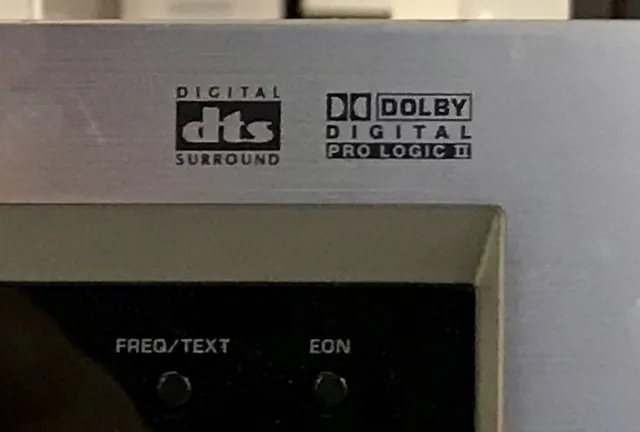 DIGITAL
dts
SURROUND
DOLBY
DIGITAL
PRO LOGIC II
FREQ/TEXT
EON